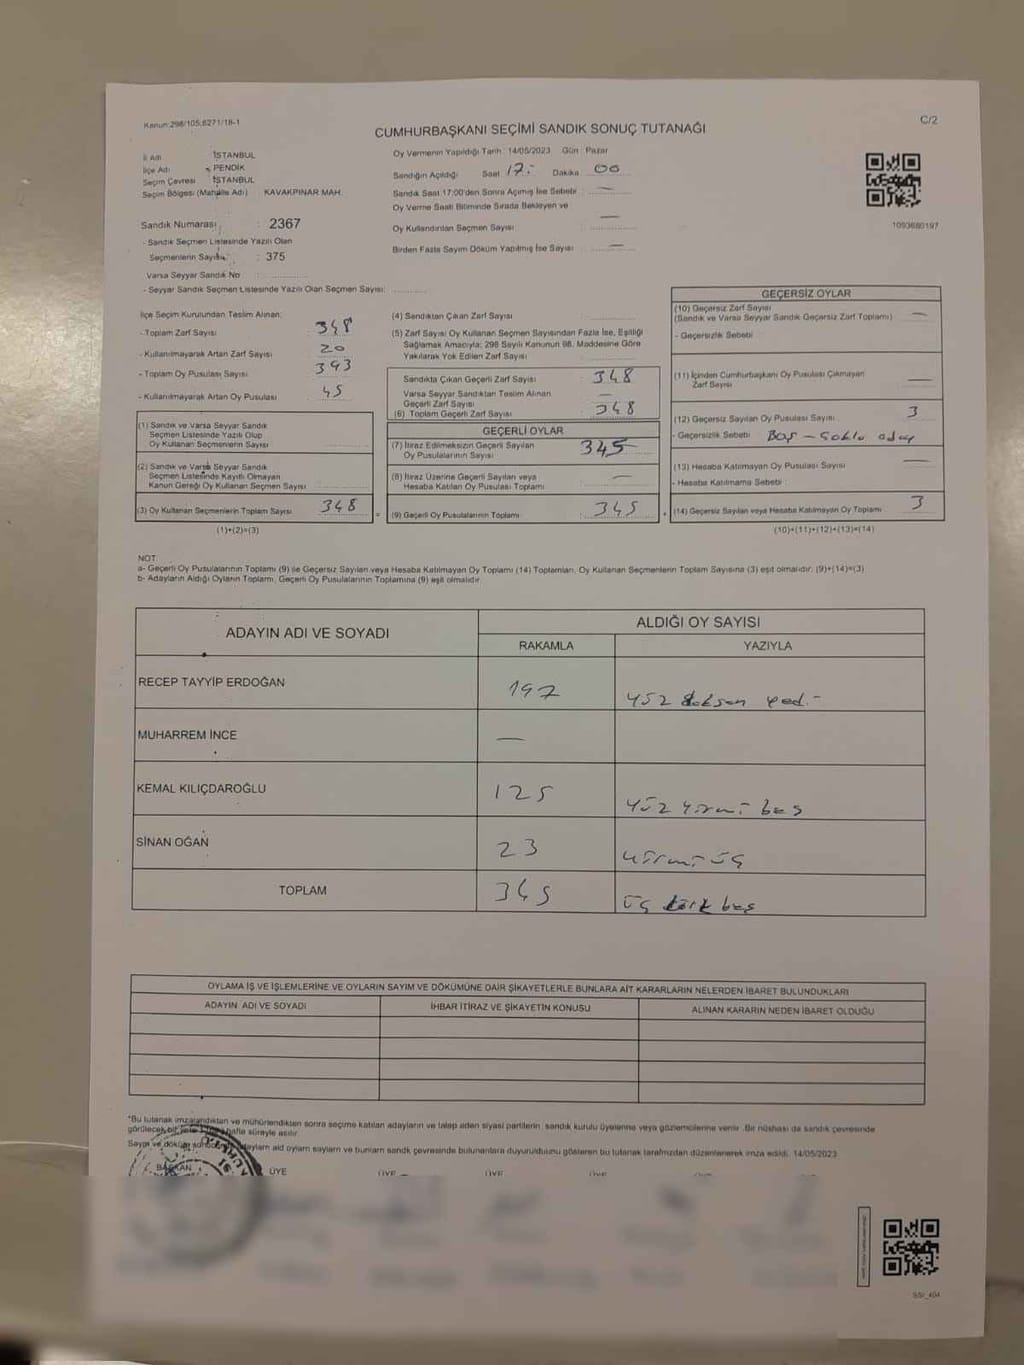 Kanun:298/105;6271/18-1
C/2
CUMHURBAŞKANI SEÇİMİ SANDIK SONUÇ TUTANAĞI
İl Adı : İSTANBUL
İlçe Adı : PENDİK
Seçim Çevresi : İSTANBUL
Seçim Bölgesi (Mahalle Adı) : KAVAKPINAR MAH.
Sandık Numarası : 2367
- Sandık Seçmen Listesinde Yazılı Olan
Seçmenlerin Sayısı : 375
Varsa Seyyar Sandık No :
- Seyyar Sandık Seçmen Listesinde Yazılı Olan Seçmen Sayısı:
Oy Vermenin Yapıldığı Tarih : 14/05/2023 Gün : Pazar
Sandığın Açıldığı Saat : 17: Dakika : 00
Sandık Saat 17:00'den Sonra Açılmış İse Sebebi : —
Oy Verme Saati Bitiminde Sırada Bekleyen ve
Oy Kullandırılan Seçmen Sayısı : —
Birden Fazla Sayım Döküm Yapılmış İse Sayısı : —
1093680197
İlçe Seçim Kurulundan Teslim Alınan:
- Toplam Zarf Sayısı : 348
- Kullanılmayarak Artan Zarf Sayısı : 20
- Toplam Oy Pusulası Sayısı : 393
- Kullanılmayarak Artan Oy Pusulası : 45
(1) Sandık ve Varsa Seyyar Sandık
Seçmen Listesinde Yazılı Olup
Oy Kullanan Seçmenlerin Sayısı :
(2) Sandık ve Varsa Seyyar Sandık
Seçmen Listesinde Kayıtlı Olmayan
Kanun Gereği Oy Kullanan Seçmen Sayısı :
(3) Oy Kullanan Seçmenlerin Toplam Sayısı : 348
(1)+(2)=(3)
(4) Sandıktan Çıkan Zarf Sayısı :
(5) Zarf Sayısı Oy Kullanan Seçmen Sayısından Fazla İse, Eşitliği
Sağlamak Amacıyla; 298 Sayılı Kanunun 98. Maddesine Göre
Yakılarak Yok Edilen Zarf Sayısı :
Sandıkta Çıkan Geçerli Zarf Sayısı : 348
Varsa Seyyar Sandıktan Teslim Alınan
Geçerli Zarf Sayısı : —
(6) Toplam Geçerli Zarf Sayısı : 348
GEÇERLİ OYLAR
(7) İtiraz Edilmeksizin Geçerli Sayılan
Oy Pusulalarının Sayısı : 345
(8) İtiraz Üzerine Geçerli Sayılan veya
Hesaba Katılan Oy Pusulası Toplamı : —
(9) Geçerli Oy Pusulalarının Toplamı : 345
GEÇERSİZ OYLAR
(10) Geçersiz Zarf Sayısı
(Sandık ve Varsa Seyyar Sandık Geçersiz Zarf Toplamı) : —
- Geçersizlik Sebebi :
(11) İçinden Cumhurbaşkanı Oy Pusulası Çıkmayan
Zarf Sayısı : —
(12) Geçersiz Sayılan Oy Pusulası Sayısı : 3
- Geçersizlik Sebebi : Boş - Çoklu aday
(13) Hesaba Katılmayan Oy Pusulası Sayısı : —
- Hesaba Katılmama Sebebi :
(14) Geçersiz Sayılan veya Hesaba Katılmayan Oy Toplamı : 3
(10)+(11)+(12)+(13)=(14)
NOT:
a- Geçerli Oy Pusulalarının Toplamı (9) ile Geçersiz Sayılan veya Hesaba Katılmayan Oy Toplamı (14) Toplamları, Oy Kullanan Seçmenlerin Toplam Sayısına (3) eşit olmalıdır. (9)+(14)=(3)
b- Adayların Aldığı Oyların Toplamı, Geçerli Oy Pusulalarının Toplamına (9) eşit olmalıdır.
ADAYIN ADI VE SOYADI
ALDIĞI OY SAYISI
RAKAMLA
YAZIYLA
RECEP TAYYİP ERDOĞAN 197 yüz doksan yedi
MUHARREM İNCE —
KEMAL KILIÇDAROĞLU 125 yüz yirmi beş
SİNAN OĞAN 23 yirmi üç
TOPLAM 345 üç kırk beş
OYLAMA İŞ VE İŞLEMLERİNE VE OYLARIN SAYIM VE DÖKÜMÜNE DAİR ŞİKAYETLERLE BUNLARA AİT KARARLARIN NELERDEN İBARET BULUNDUKLARI
ADAYIN ADI VE SOYADI
İHBAR İTİRAZ VE ŞİKAYETİN KONUSU
ALINAN KARARIN NEDEN İBARET OLDUĞU
*Bu tutanak imzalandıktan ve mühürlendikten sonra seçime katılan adayların ve talep eden siyasi partilerin, sandık kurulu üyelerine veya gözlemcilerine verilir. Bir nüshası da sandık çevresinde
görülecek bir yere bir hafta süreyle asılır.
Sayım ve döküm sonucunda adayların aldığı oyların sayılarını ve bunların sandık çevresinde bulunanlara duyurulduğunu gösteren bu tutanak tarafımızdan düzenlenerek imza edildi. 14/05/2023
BAŞKAN ÜYE ÜYE ÜYE ÜYE ÜYE
SSI_404